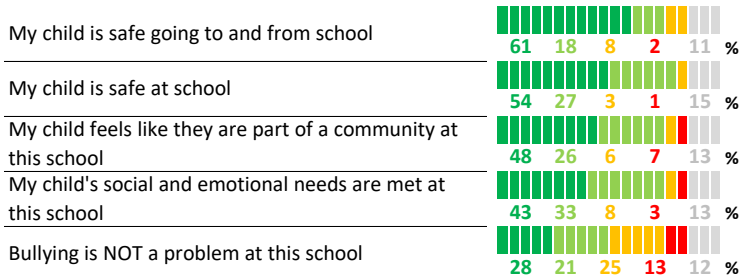 My child is safe going to and from school
61 18 8 2 11 %
My child is safe at school
54 27 3 1 15 %
My child feels like they are part of a community at
this school
48 26 6 7 13 %
My child's social and emotional needs are met at
this school
43 33 8 3 13 %
Bullying is NOT a problem at this school
28 21 25 13 12 %